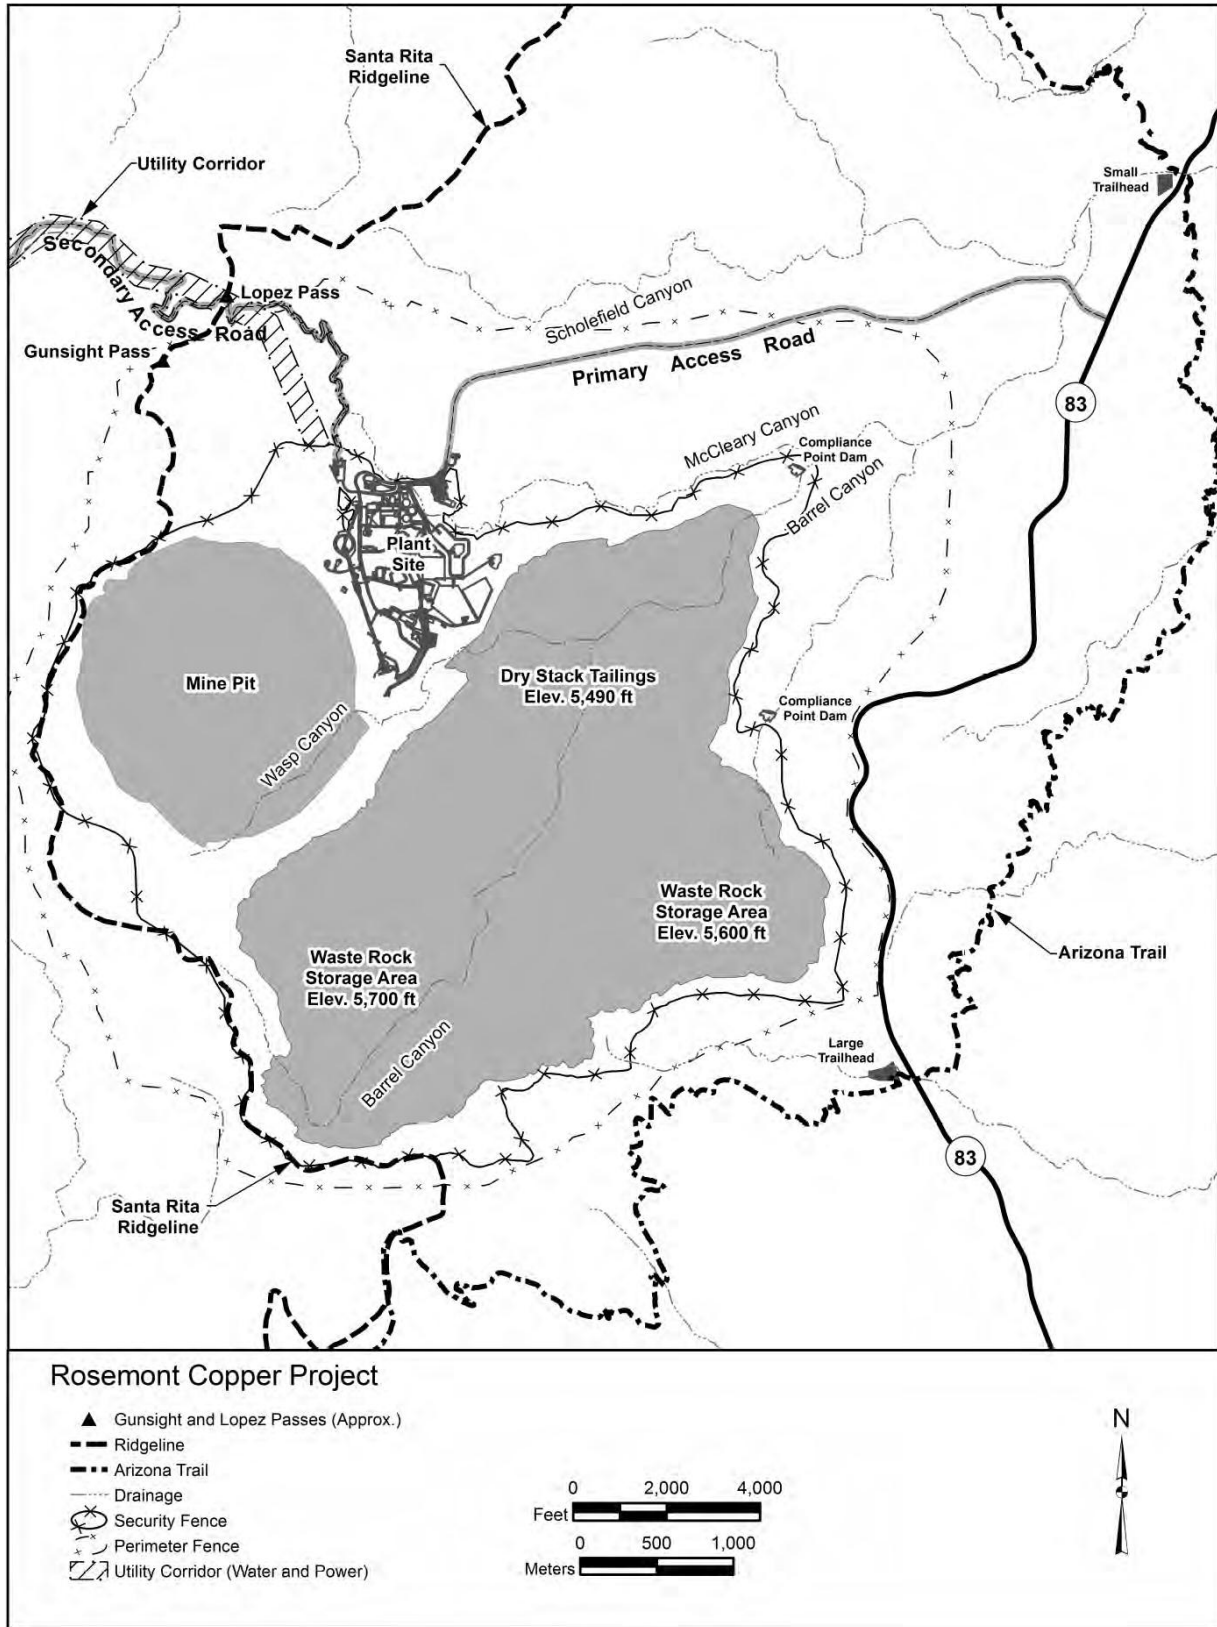 Santa Rita
Ridgeline
Utility Corridor
Small
Trailhead
Secondary Access Road
Lopez Pass
Scholefield Canyon
Gunsight Pass
Primary Access Road
83
McCleary Canyon
Compliance
Point Dam
Barrel Canyon
Plant
Site
Mine Pit
Dry Stack Tailings
Elev. 5,490 ft
Compliance
Point Dam
Wasp Canyon
Waste Rock
Storage Area
Elev. 5,600 ft
Waste Rock
Storage Area
Elev. 5,700 ft
Arizona Trail
Barrel Canyon
Large
Trailhead
83
Santa Rita
Ridgeline
Rosemont Copper Project
Gunsight and Lopez Passes (Approx.)
Ridgeline
Arizona Trail
Drainage
Security Fence
Perimeter Fence
Utility Corridor (Water and Power)
0 2,000 4,000
Feet
0 500 1,000
Meters
N